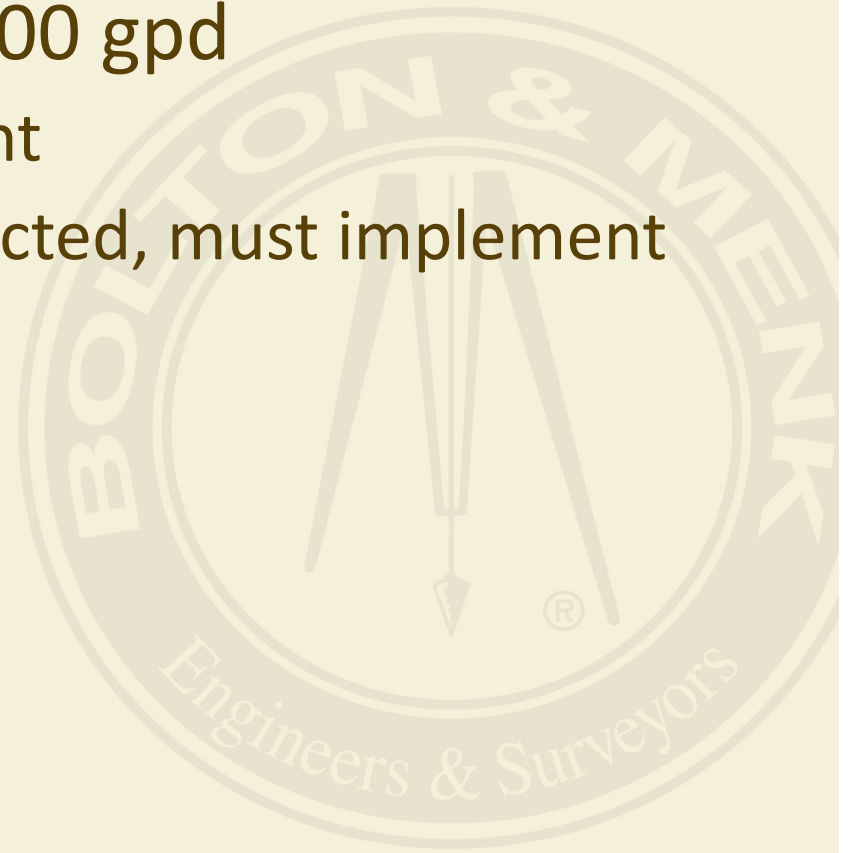 00 gpd
nt
cted, must implement
BOLTON & MENK
®
Engineers & Surveyors